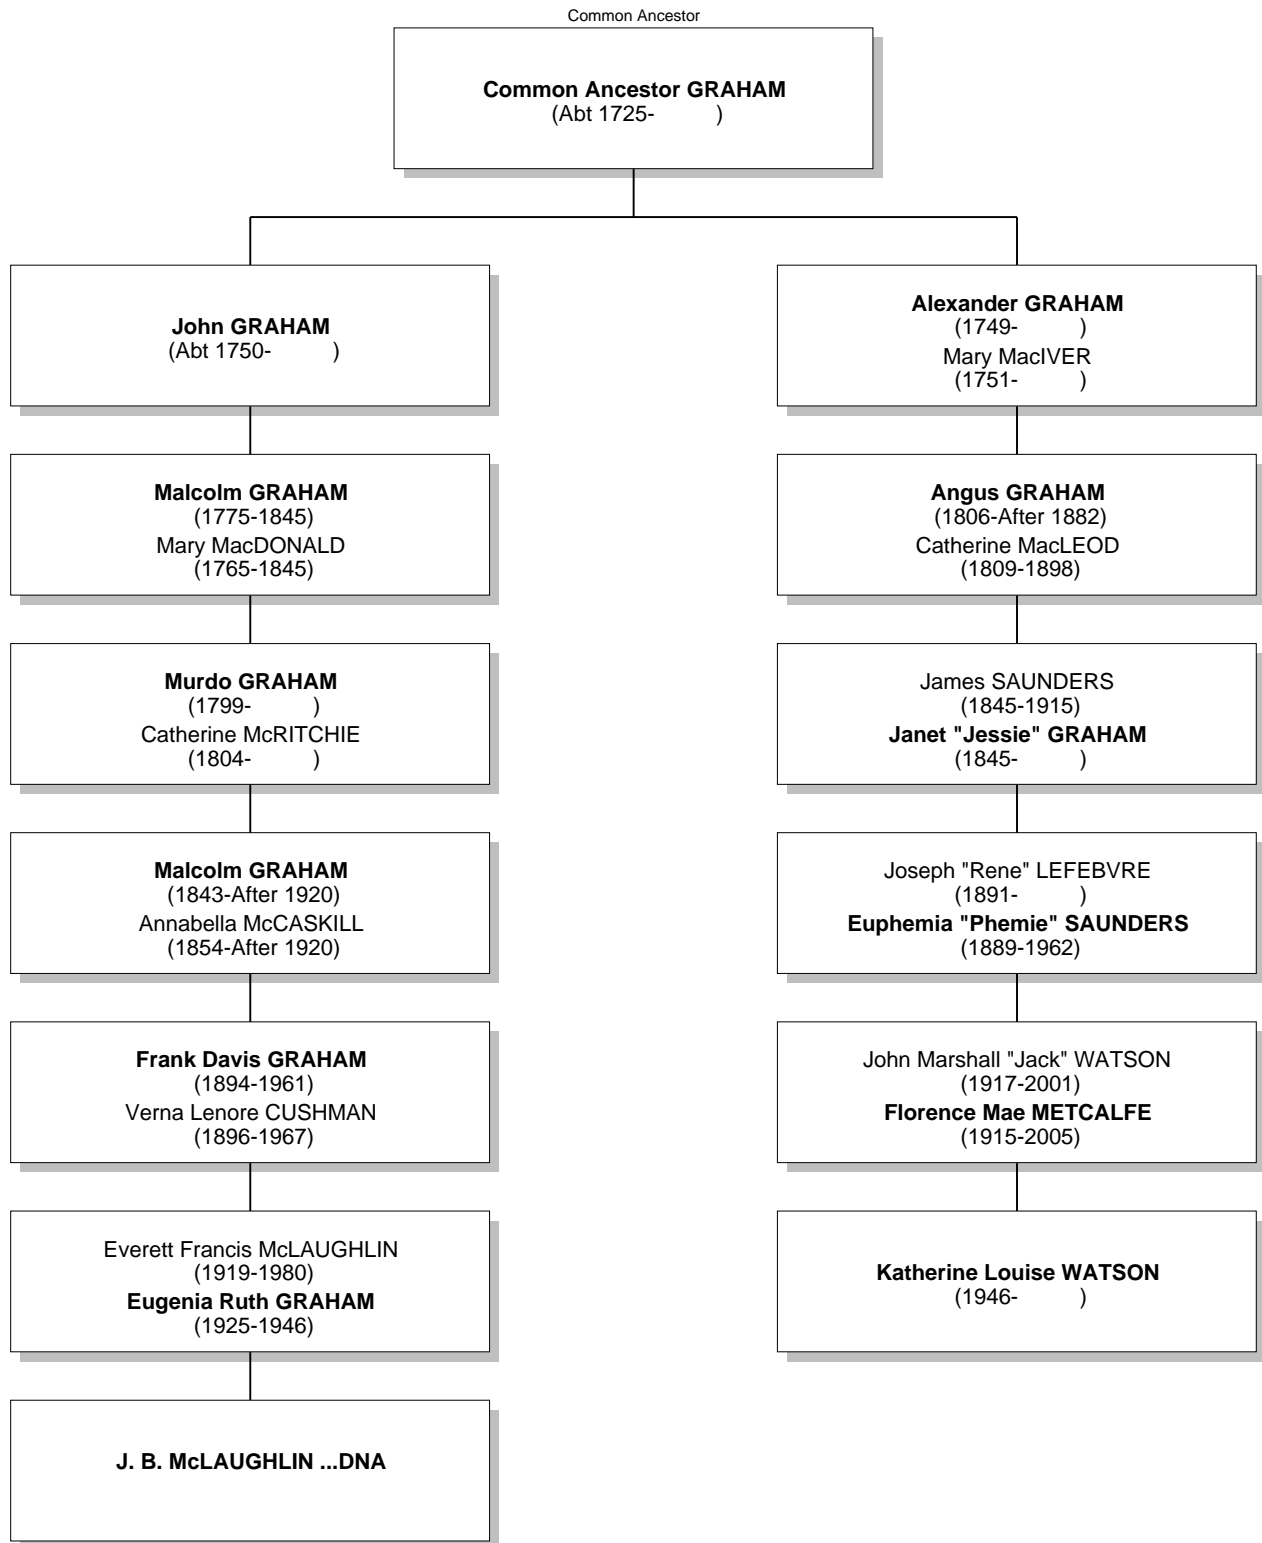 Common Ancestor
Common Ancestor GRAHAM
(Abt 1725- )
John GRAHAM
(Abt 1750- )
Alexander GRAHAM
(1749- )
Mary MacIVER
(1751- )
Malcolm GRAHAM
(1775-1845)
Mary MacDONALD
(1765-1845)
Angus GRAHAM
(1806-After 1882)
Catherine MacLEOD
(1809-1898)
Murdo GRAHAM
(1799- )
Catherine McRITCHIE
(1804- )
James SAUNDERS
(1845-1915)
Janet "Jessie" GRAHAM
(1845- )
Malcolm GRAHAM
(1843-After 1920)
Annabella McCASKILL
(1854-After 1920)
Joseph "Rene" LEFEBVRE
(1891- )
Euphemia "Phemie" SAUNDERS
(1889-1962)
Frank Davis GRAHAM
(1894-1961)
Verna Lenore CUSHMAN
(1896-1967)
John Marshall "Jack" WATSON
(1917-2001)
Florence Mae METCALFE
(1915-2005)
Everett Francis McLAUGHLIN
(1919-1980)
Eugenia Ruth GRAHAM
(1925-1946)
Katherine Louise WATSON
(1946- )
J. B. McLAUGHLIN ...DNA